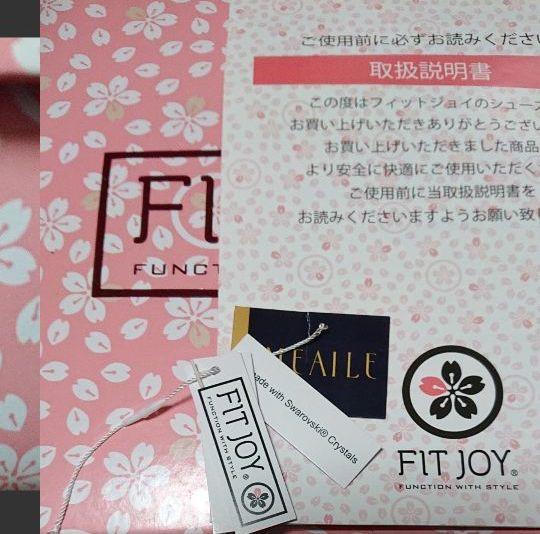 ご使用前に必ずお読みくださ
取扱説明書
この度はフィットジョイのシュー
お買い上げいただきありがとうござ
お買い上げいただきました商品
より安全に快適にご使用いただく
ご使用前に当取扱説明書を
お読みくださいますようお願い致
FI
FUNCT
EAILE
made with Swarovski® Crystals
FIT JOY
FUNCTION WITH STYLE
®
FIT JOY®
FUNCTION WITH STYLE